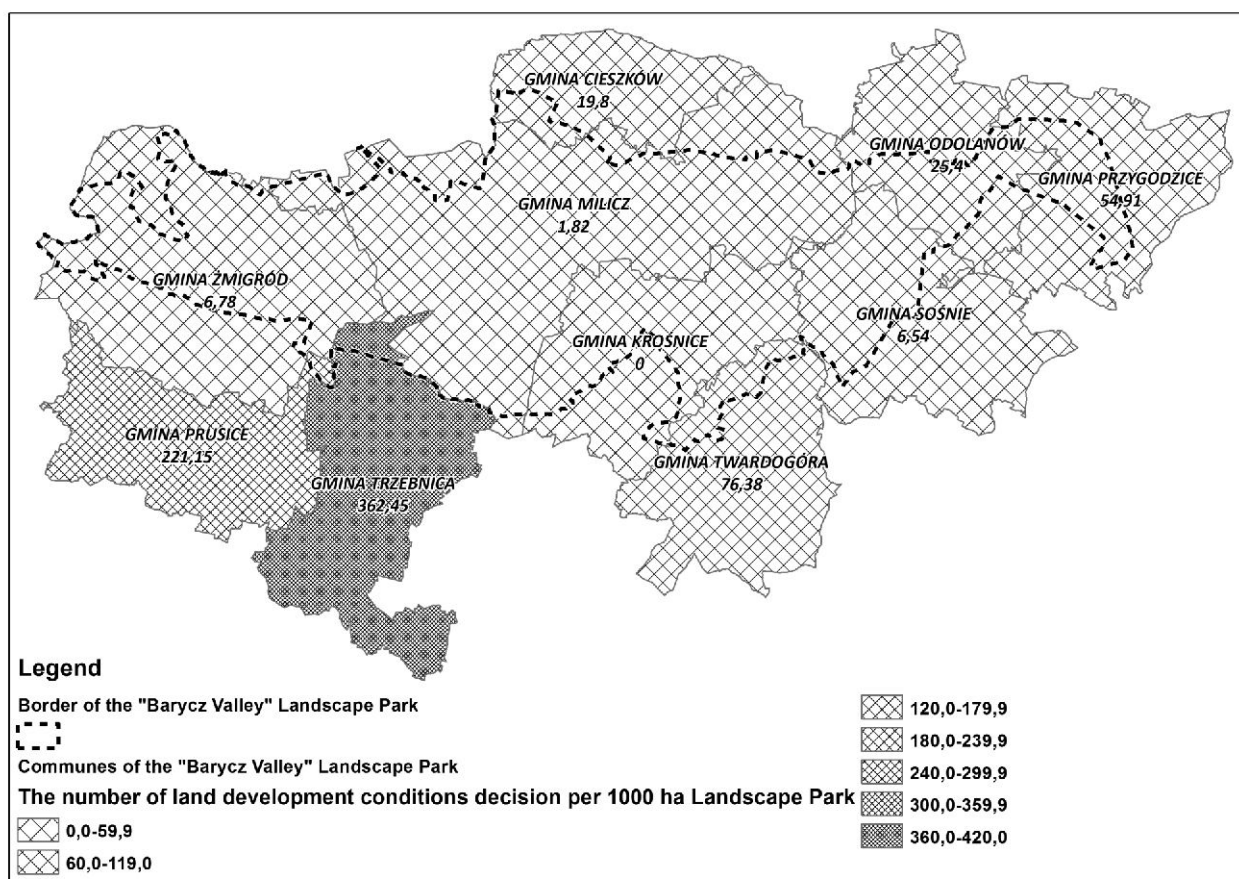 GMINA CIESZKÓW
19,8
GMINA ODOLANÓW
25,4
GMINA PRZYGODZICE
54,91
GMINA MILICZ
1,82
GMINA ŻMIGRÓD
6,78
GMINA SOŚNIE
6,54
GMINA KROŚNICE
0
GMINA PRUSICE
221,15
GMINA TWARDOGÓRA
76,38
GMINA TRZEBNICA
362,45
Legend
Border of the "Barycz Valley" Landscape Park
Communes of the "Barycz Valley" Landscape Park
The number of land development conditions decision per 1000 ha Landscape Park
0,0-59,9
60,0-119,0
120,0-179,9
180,0-239,9
240,0-299,9
300,0-359,9
360,0-420,0